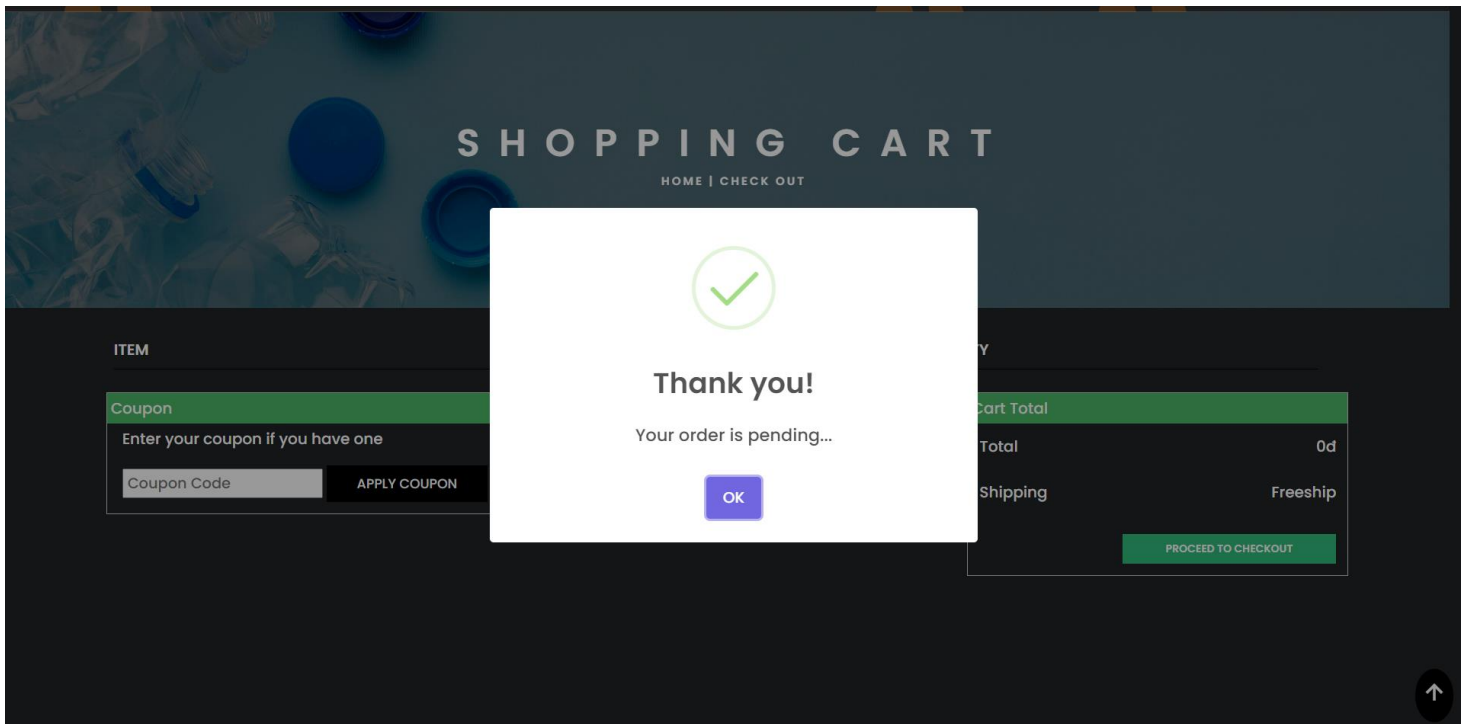 SHOPPING CART
HOME | CHECK OUT
ITEM
Y
Thank you!
Your order is pending...
OK
Coupon
Enter your coupon if you have one
Coupon Code
APPLY COUPON
Cart Total
Total 0đ
Shipping Freeship
PROCEED TO CHECKOUT